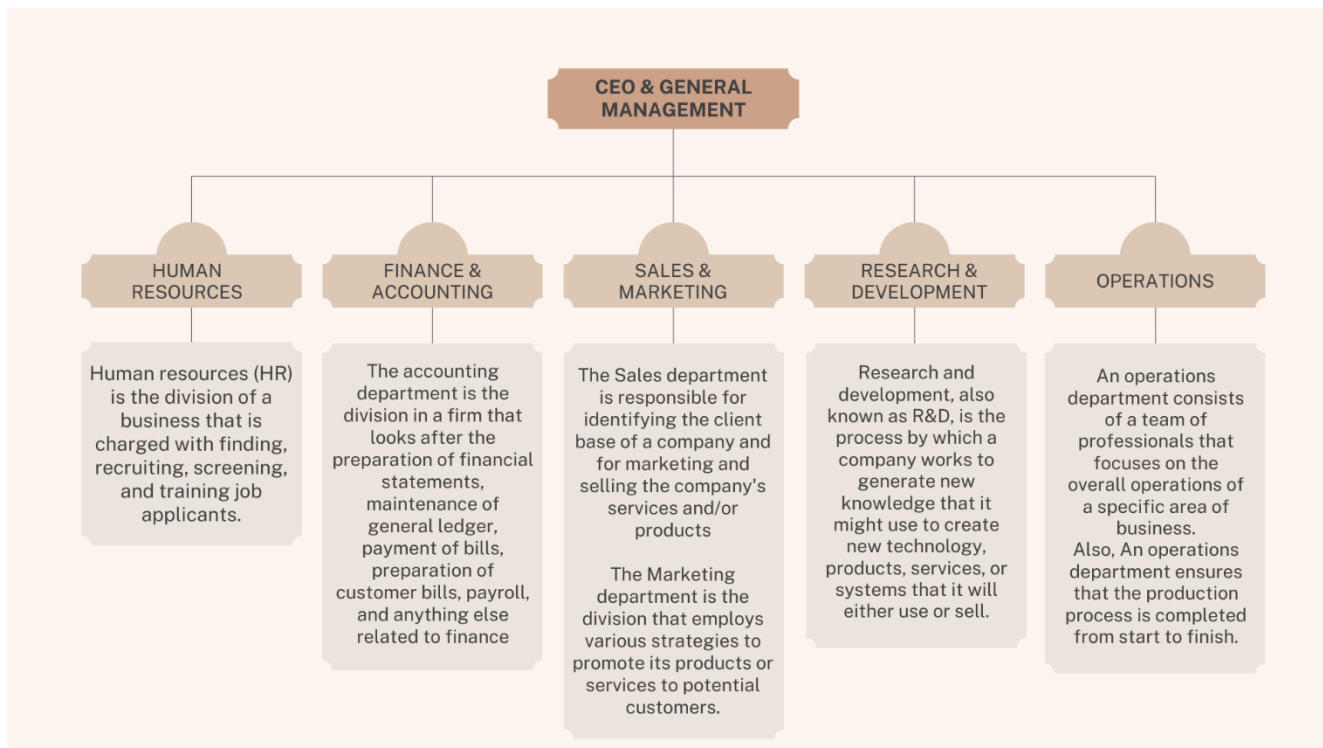 CEO & GENERAL
MANAGEMENT
HUMAN
RESOURCES
Human resources (HR)
is the division of a
business that is
charged with finding,
recruiting, screening,
and training job
applicants.
FINANCE &
ACCOUNTING
The accounting
department is the
division in a firm that
looks after the
preparation of financial
statements,
maintenance of
general ledger,
payment of bills,
preparation of
customer bills, payroll,
and anything else
related to finance
SALES &
MARKETING
The Sales department
is responsible for
identifying the client
base of a company and
for marketing and
selling the company's
services and/or
products
The Marketing
department is the
division that employs
various strategies to
promote its products or
services to potential
customers.
RESEARCH &
DEVELOPMENT
Research and
development, also
known as R&D, is the
process by which a
company works to
generate new
knowledge that it
might use to create
new technology,
products, services, or
systems that it will
either use or sell.
OPERATIONS
An operations
department consists
of a team of
professionals that
focuses on the
overall operations of
a specific area of
business.
Also, An operations
department ensures
that the production
process is completed
from start to finish.